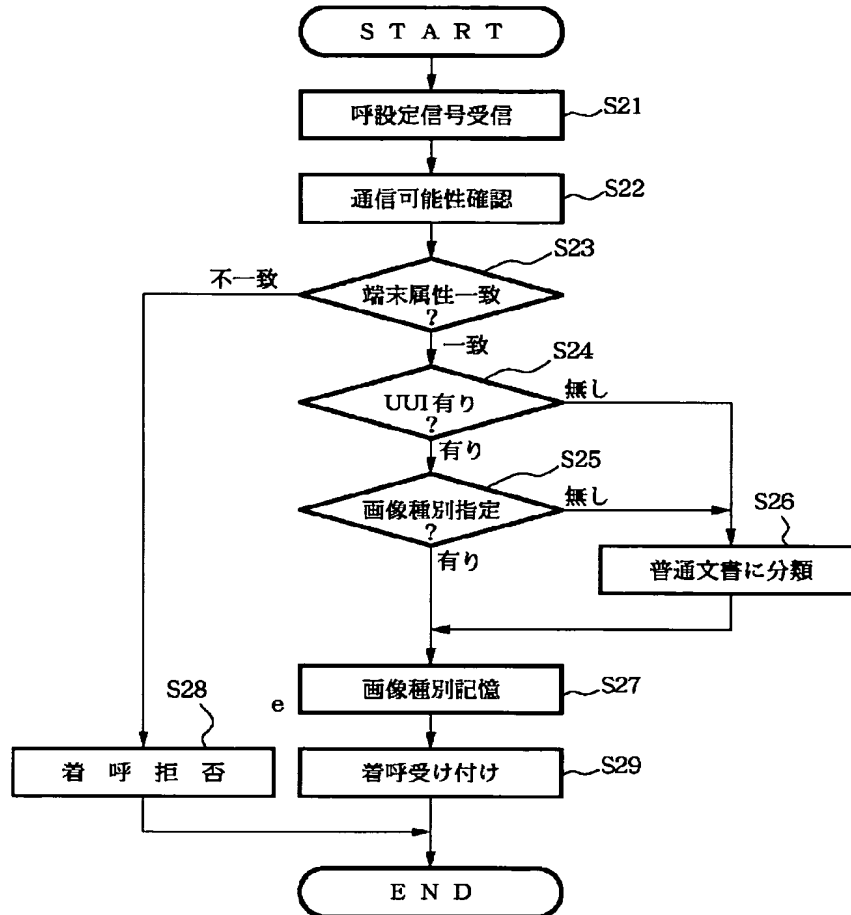 START
呼設定信号受信
S21
通信可能性確認
S22
S23
不一致
端末属性一致
?
一致
S24
UUI有り
?
無し
有り
S25
画像種別指定
?
無し
有り
S26
普通文書に分類
S28
e
画像種別記憶
S27
着呼拒否
着呼受け付け
S29
END